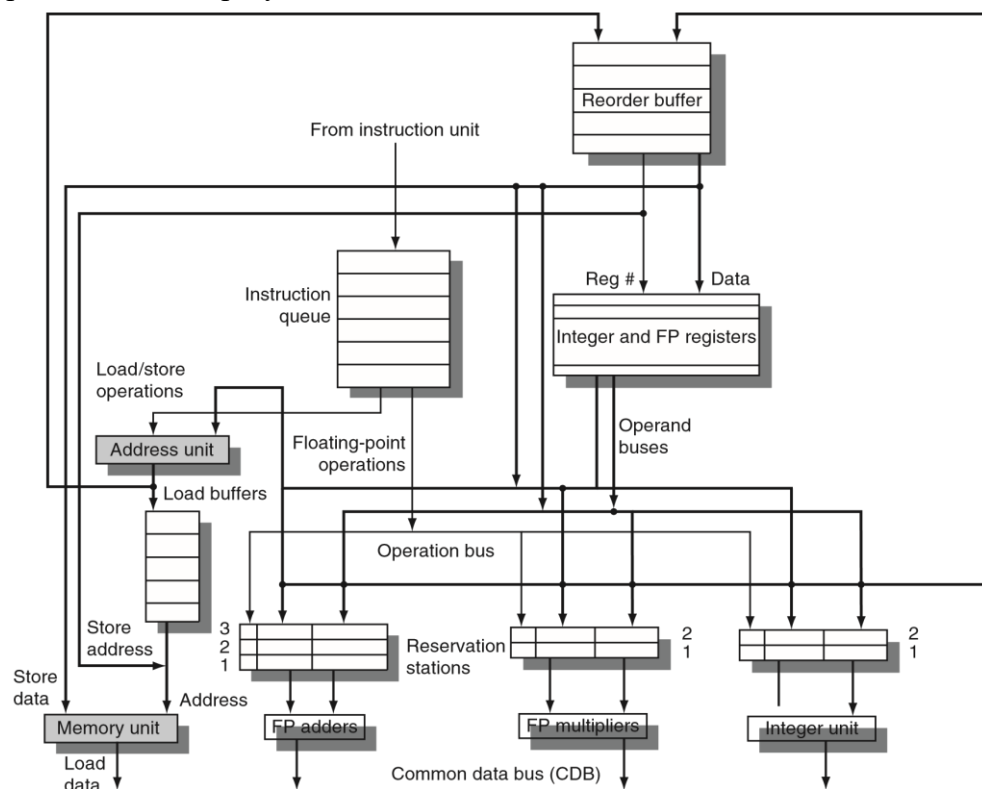 Reorder buffer
From instruction unit
Reg #
Data
Instruction
queue
Integer and FP registers
Load/store
operations
Operand
buses
Address unit
Floating-point
operations
Load buffers
Operation bus
Store
address
3
2
1
Reservation
stations
2
1
2
1
Store
data
Address
Memory unit
FP adders
FP multipliers
Integer unit
Load
data
Common data bus (CDB)